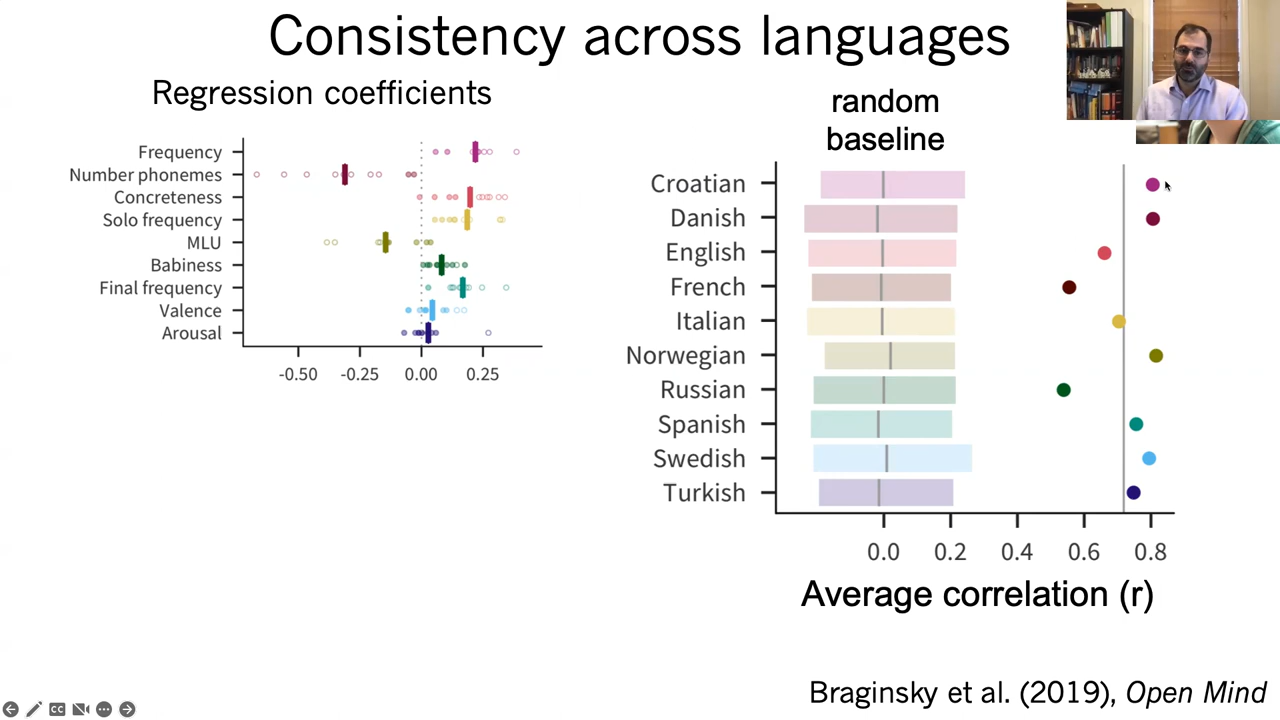 Consistency across languages
Regression coefficients
Frequency
Number phonemes
Concreteness
Solo frequency
MLU
Babiness
Final frequency
Valence
Arousal
-0.50 -0.25 0.00 0.25
random
baseline
Croatian
Danish
English
French
Italian
Norwegian
Russian
Spanish
Swedish
Turkish
0.0 0.2 0.4 0.6 0.8
Average correlation (r)
Braginsky et al. (2019), Open Mind
CC